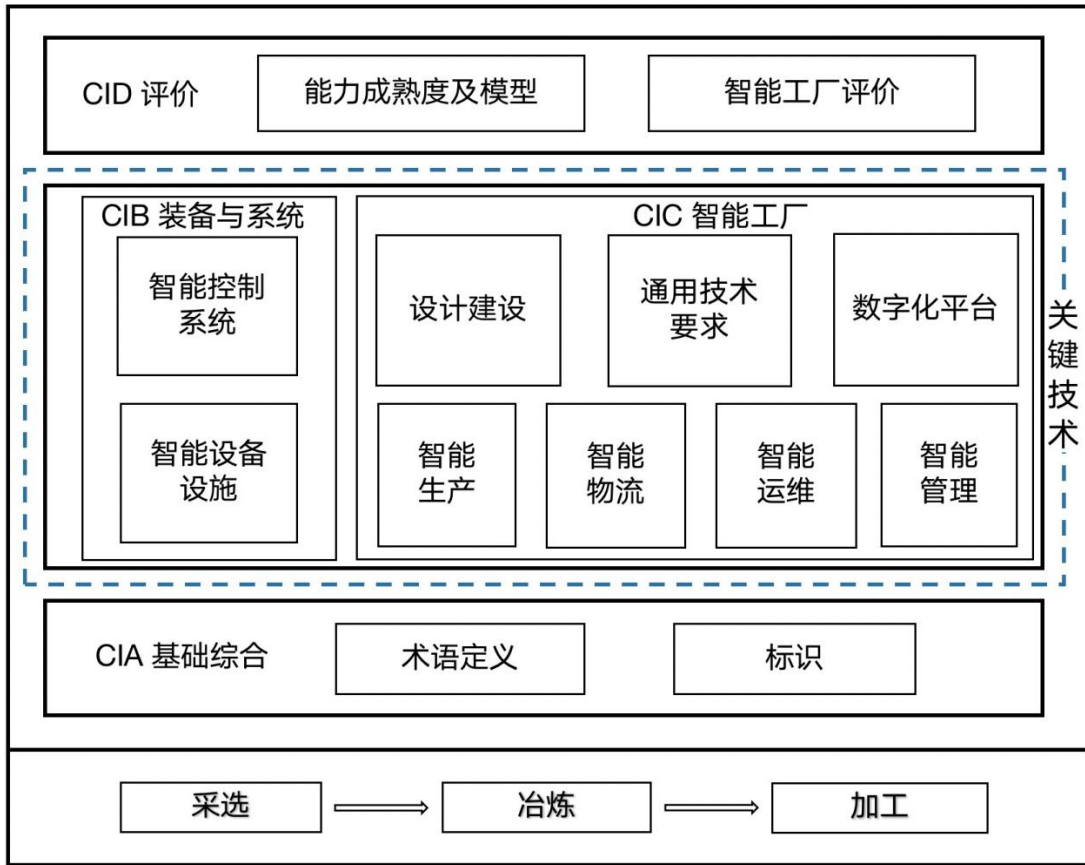 CID 评价
能力成熟度及模型
智能工厂评价
CIB 装备与系统
智能控制
系统
智能设备
设施
CIC 智能工厂
设计建设
通用技术
要求
数字化平台
智能
生产
智能
物流
智能
运维
智能
管理
关
键
技
术
CIA 基础综合
术语定义
标识
采选
冶炼
加工